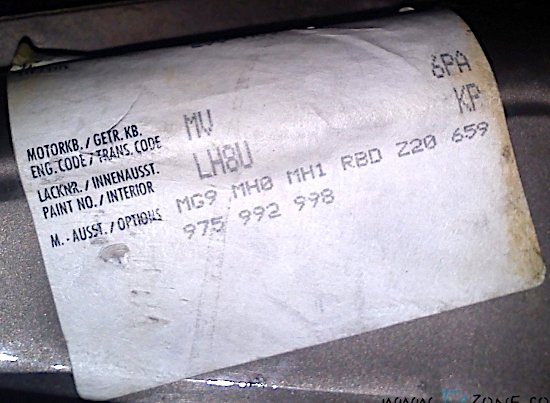 MOTORKB. / GETR. KB.
ENG. CODE / TRANS. CODE
MV 6PA
LACKNR. / INNENAUSST.
PAINT NO. / INTERIOR
LH8U KP
M. - AUSST. / OPTIONS
MG9 MH0 MH1 RBD Z20 659
975 992 998